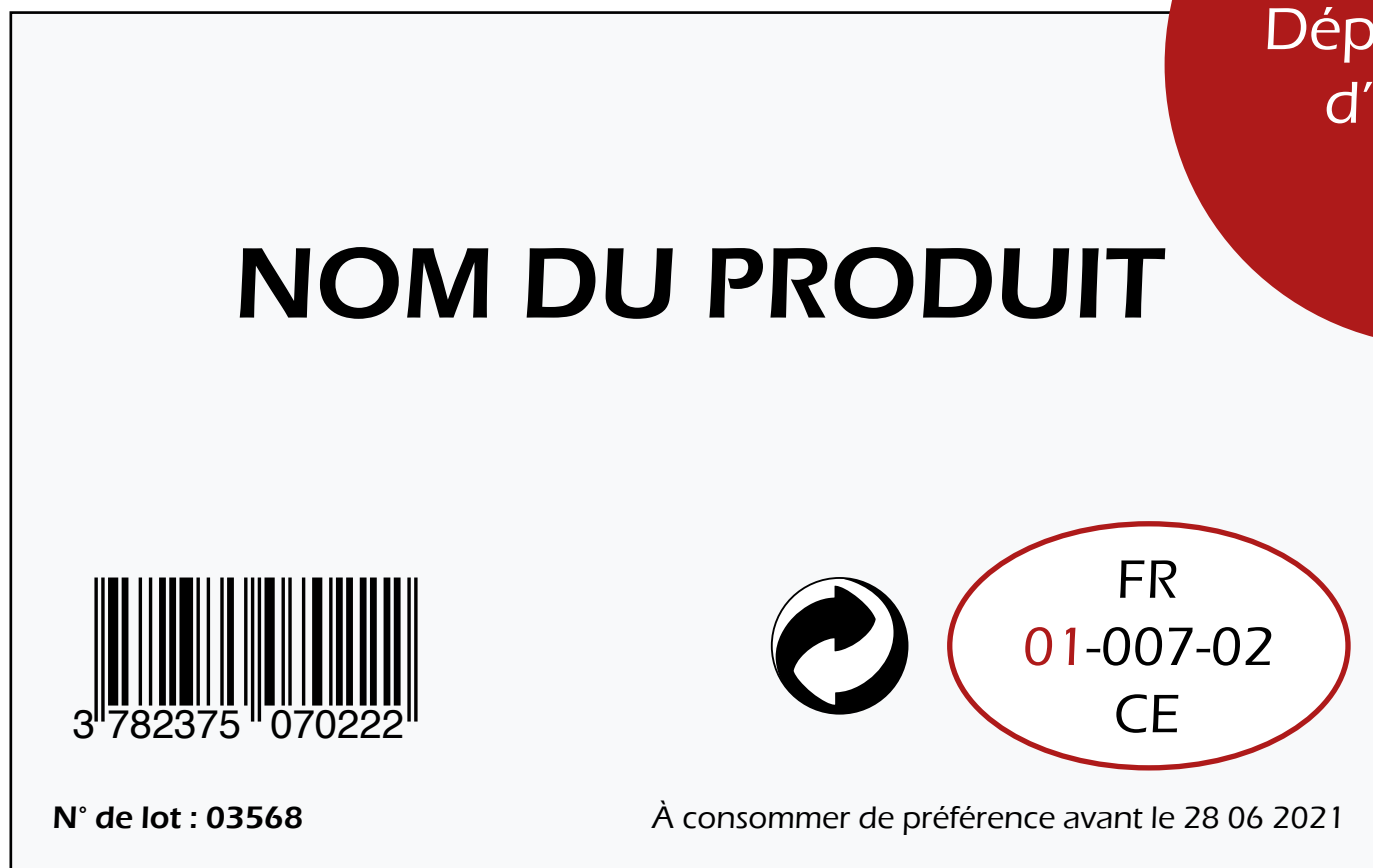 Dép
d'
NOM DU PRODUIT
FR
01-007-02
CE
3 782375 070222
N° de lot : 03568
À consommer de préférence avant le 28 06 2021